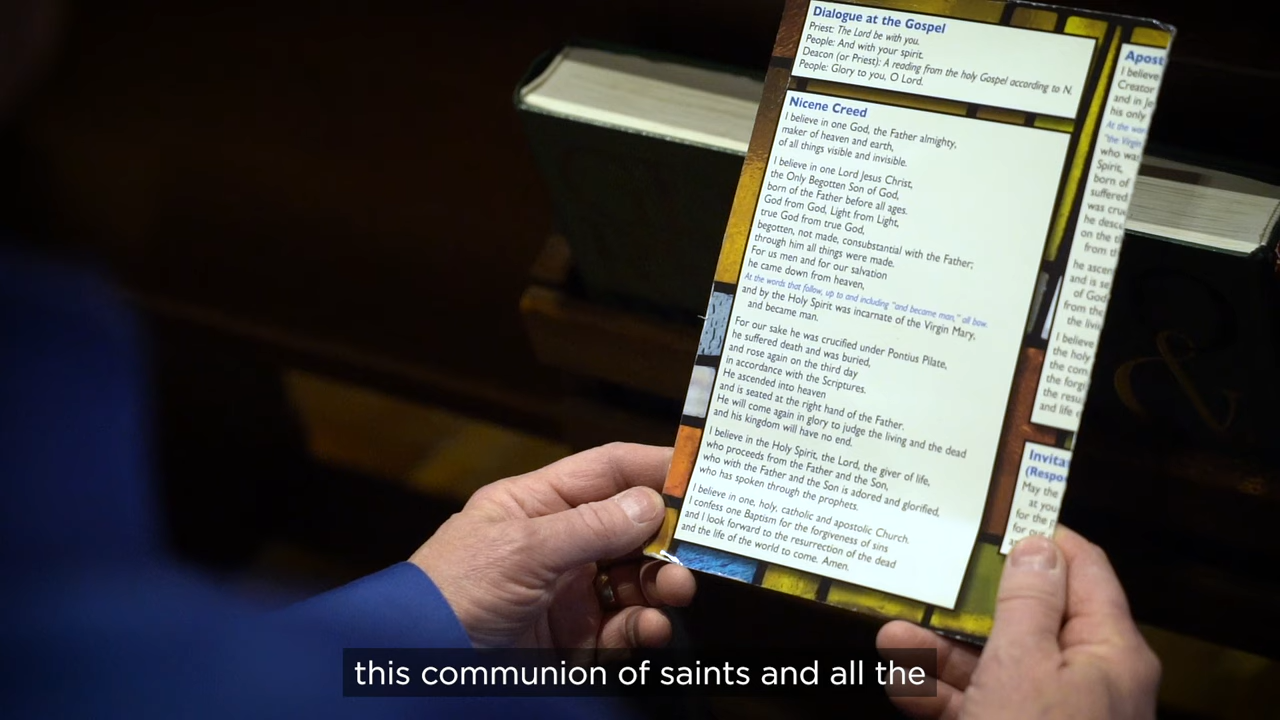 Dialogue at the Gospel
Priest: The Lord be with you.
People: And with your spirit.
Deacon (or Priest): A reading from the holy Gospel according to N.
People: Glory to you, O Lord.
Nicene Creed
I believe in one God, the Father almighty,
maker of heaven and earth,
of all things visible and invisible.
I believe in one Lord Jesus Christ,
the Only Begotten Son of God,
born of the Father before all ages.
God from God, Light from Light,
true God from true God,
begotten, not made, consubstantial with the Father;
through him all things were made.
For us men and for our salvation
he came down from heaven,
At the words that follow, up to and including "and became man," all bow.
and by the Holy Spirit was incarnate of the Virgin Mary,
and became man.
For our sake he was crucified under Pontius Pilate,
he suffered death and was buried,
and rose again on the third day
in accordance with the Scriptures.
He ascended into heaven
and is seated at the right hand of the Father.
He will come again in glory to judge the living and the dead
and his kingdom will have no end.
I believe in the Holy Spirit, the Lord, the giver of life,
who proceeds from the Father and the Son,
who with the Father and the Son is adored and glorified,
who has spoken through the prophets.
I believe in one, holy, catholic and apostolic Church.
I confess one Baptism for the forgiveness of sins
and I look forward to the resurrection of the dead
and the life of the world to come. Amen.
Apost
I believe
Creator
and in Je
his only
At the wor
"the Virgin
who was
Spirit,
born of
suffered
was cruc
he desce
on the t
from th
he ascen
and is se
of God
from the
the livi
I believe
the holy
the com
the forgi
the resu
and life e
Invita
(Respo
May the
at you
for the p
for our
&
this communion of saints and all the